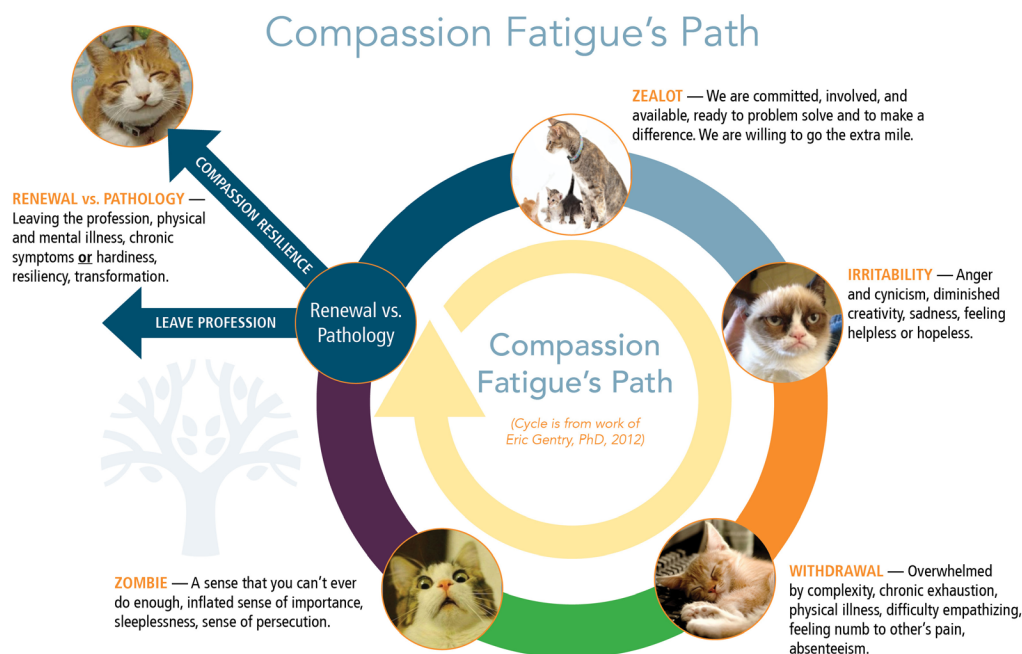 Compassion Fatigue's Path
ZEALOT — We are committed, involved, and
available, ready to problem solve and to make a
difference. We are willing to go the extra mile.
COMPASSION RESILIENCE
RENEWAL vs. PATHOLOGY —
Leaving the profession, physical
and mental illness, chronic
symptoms or hardiness,
resiliency, transformation.
IRRITABILITY — Anger
and cynicism, diminished
creativity, sadness, feeling
helpless or hopeless.
LEAVE PROFESSION
Renewal vs.
Pathology
Compassion
Fatigue's Path
(Cycle is from work of
Eric Gentry, PhD, 2012)
ZOMBIE — A sense that you can't ever
do enough, inflated sense of importance,
sleeplessness, sense of persecution.
WITHDRAWAL — Overwhelmed
by complexity, chronic exhaustion,
physical illness, difficulty empathizing,
feeling numb to other's pain,
absenteeism.